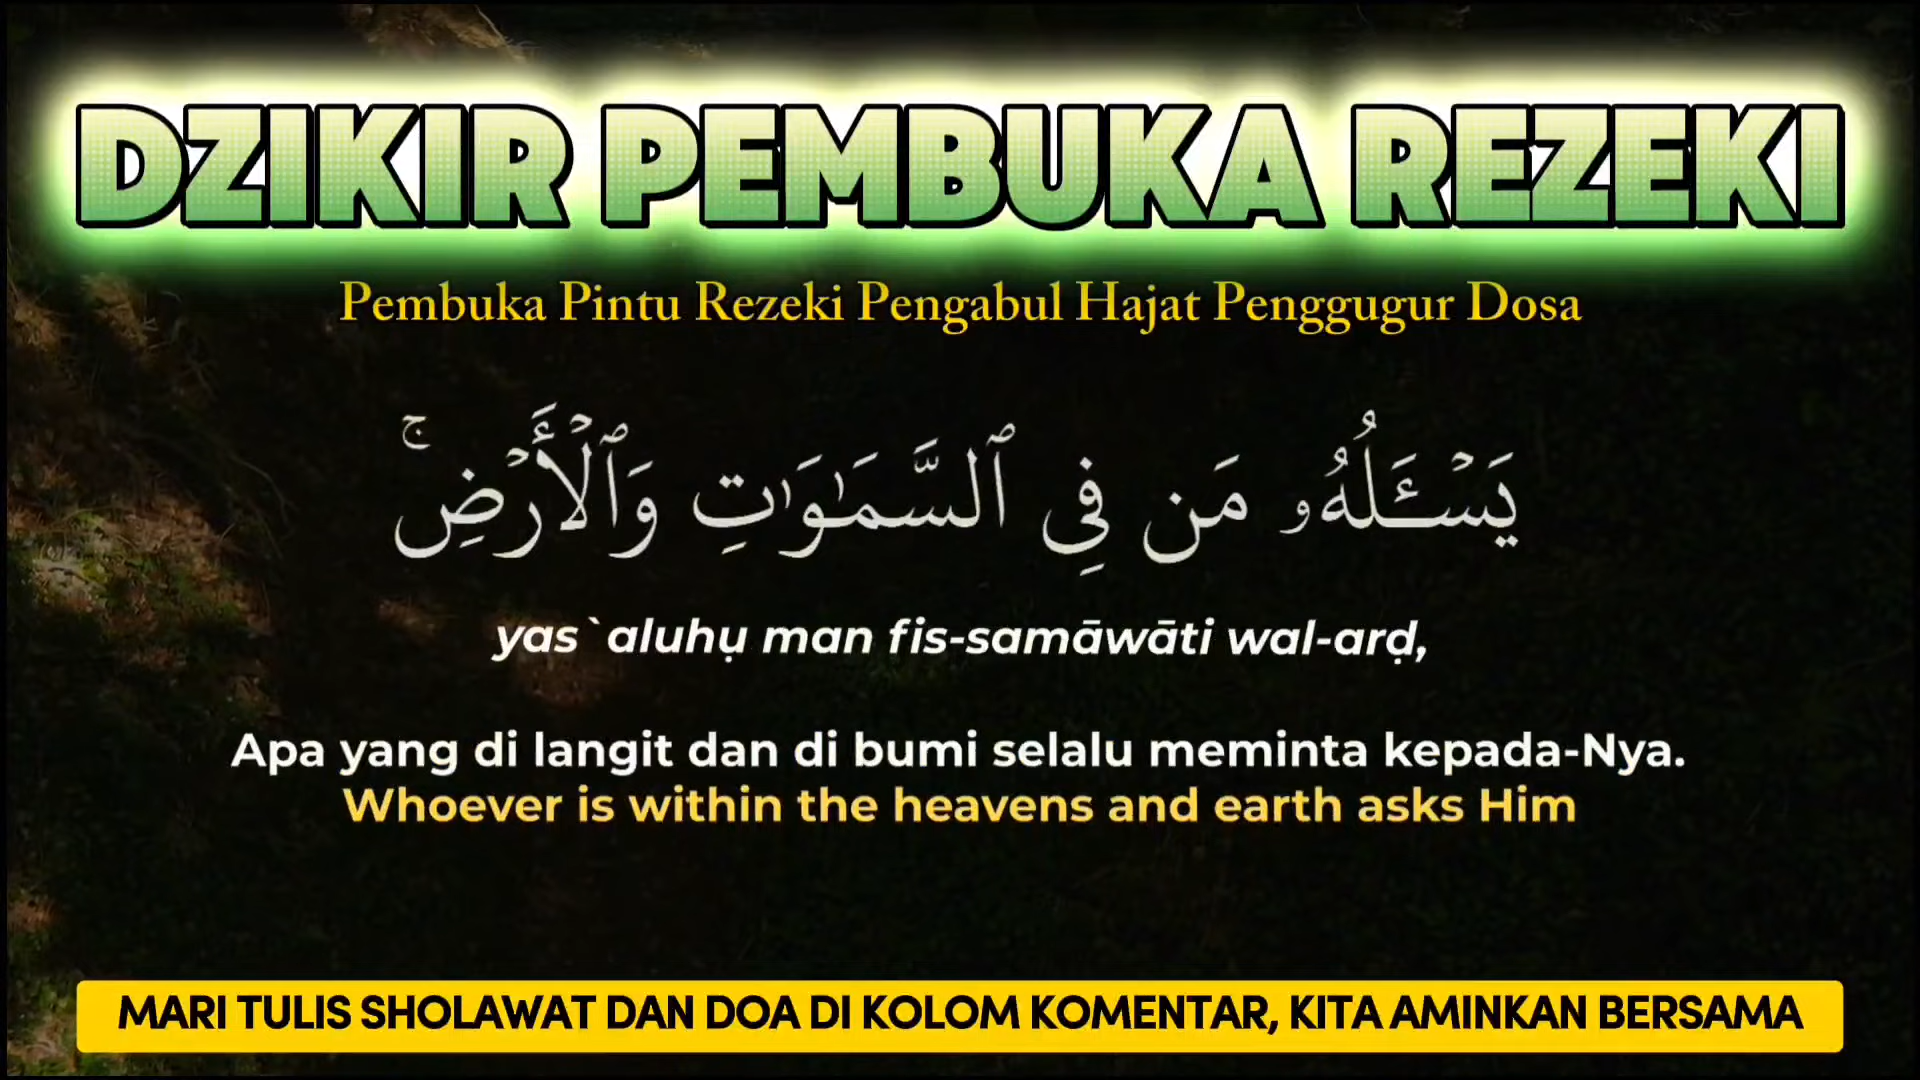 DZIKIR PEMBUKA REZEKI
Pembuka Pintu Rezeki Pengabul Hajat Penggugur Dosa
يَسْـَٔلُهُۥ مَن فِى ٱلسَّمَٰوَٰتِ وَٱلْأَرْضِ ۚ
yas`aluhụ man fis-samāwāti wal-arḍ,
Apa yang di langit dan di bumi selalu meminta kepada-Nya.
Whoever is within the heavens and earth asks Him
MARI TULIS SHOLAWAT DAN DOA DI KOLOM KOMENTAR, KITA AMINKAN BERSAMA